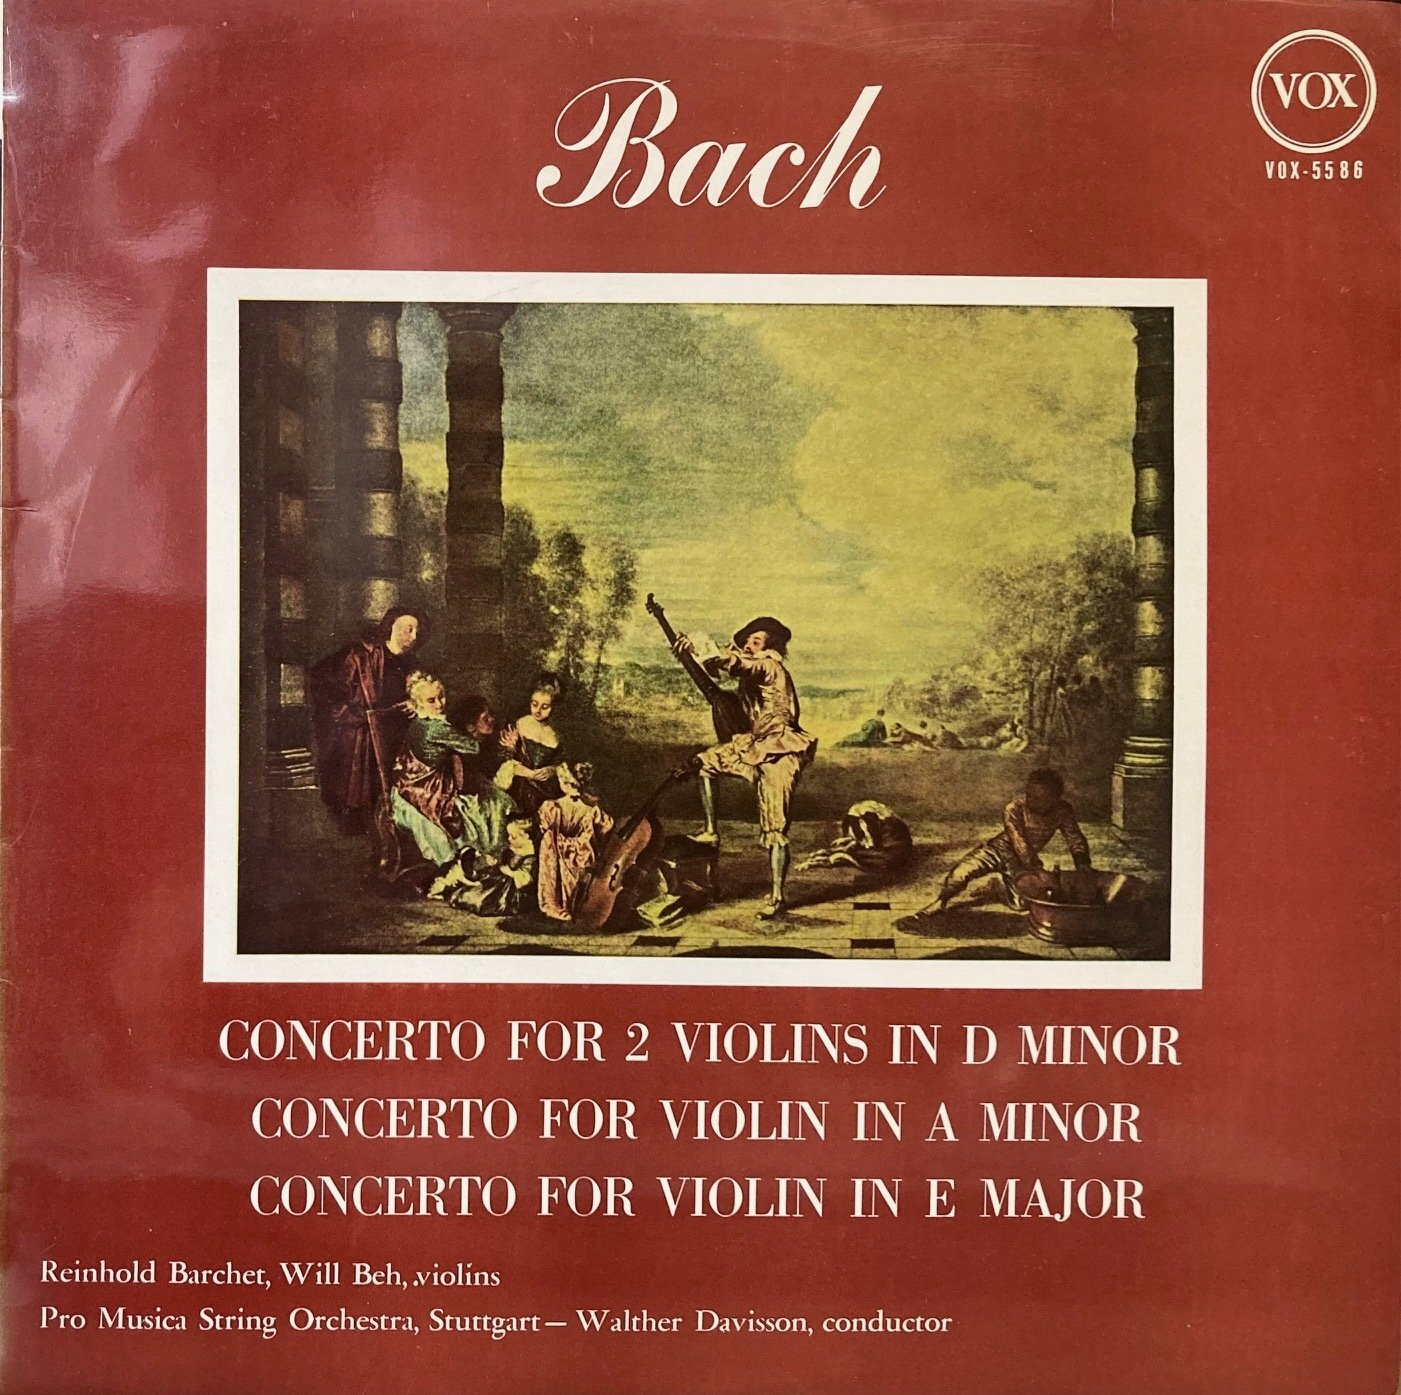 Bach
VOX
VOX-5586
CONCERTO FOR 2 VIOLINS IN D MINOR
CONCERTO FOR VIOLIN IN A MINOR
CONCERTO FOR VIOLIN IN E MAJOR
Reinhold Barchet, Will Beh, violins
Pro Musica String Orchestra, Stuttgart — Walther Davisson, conductor